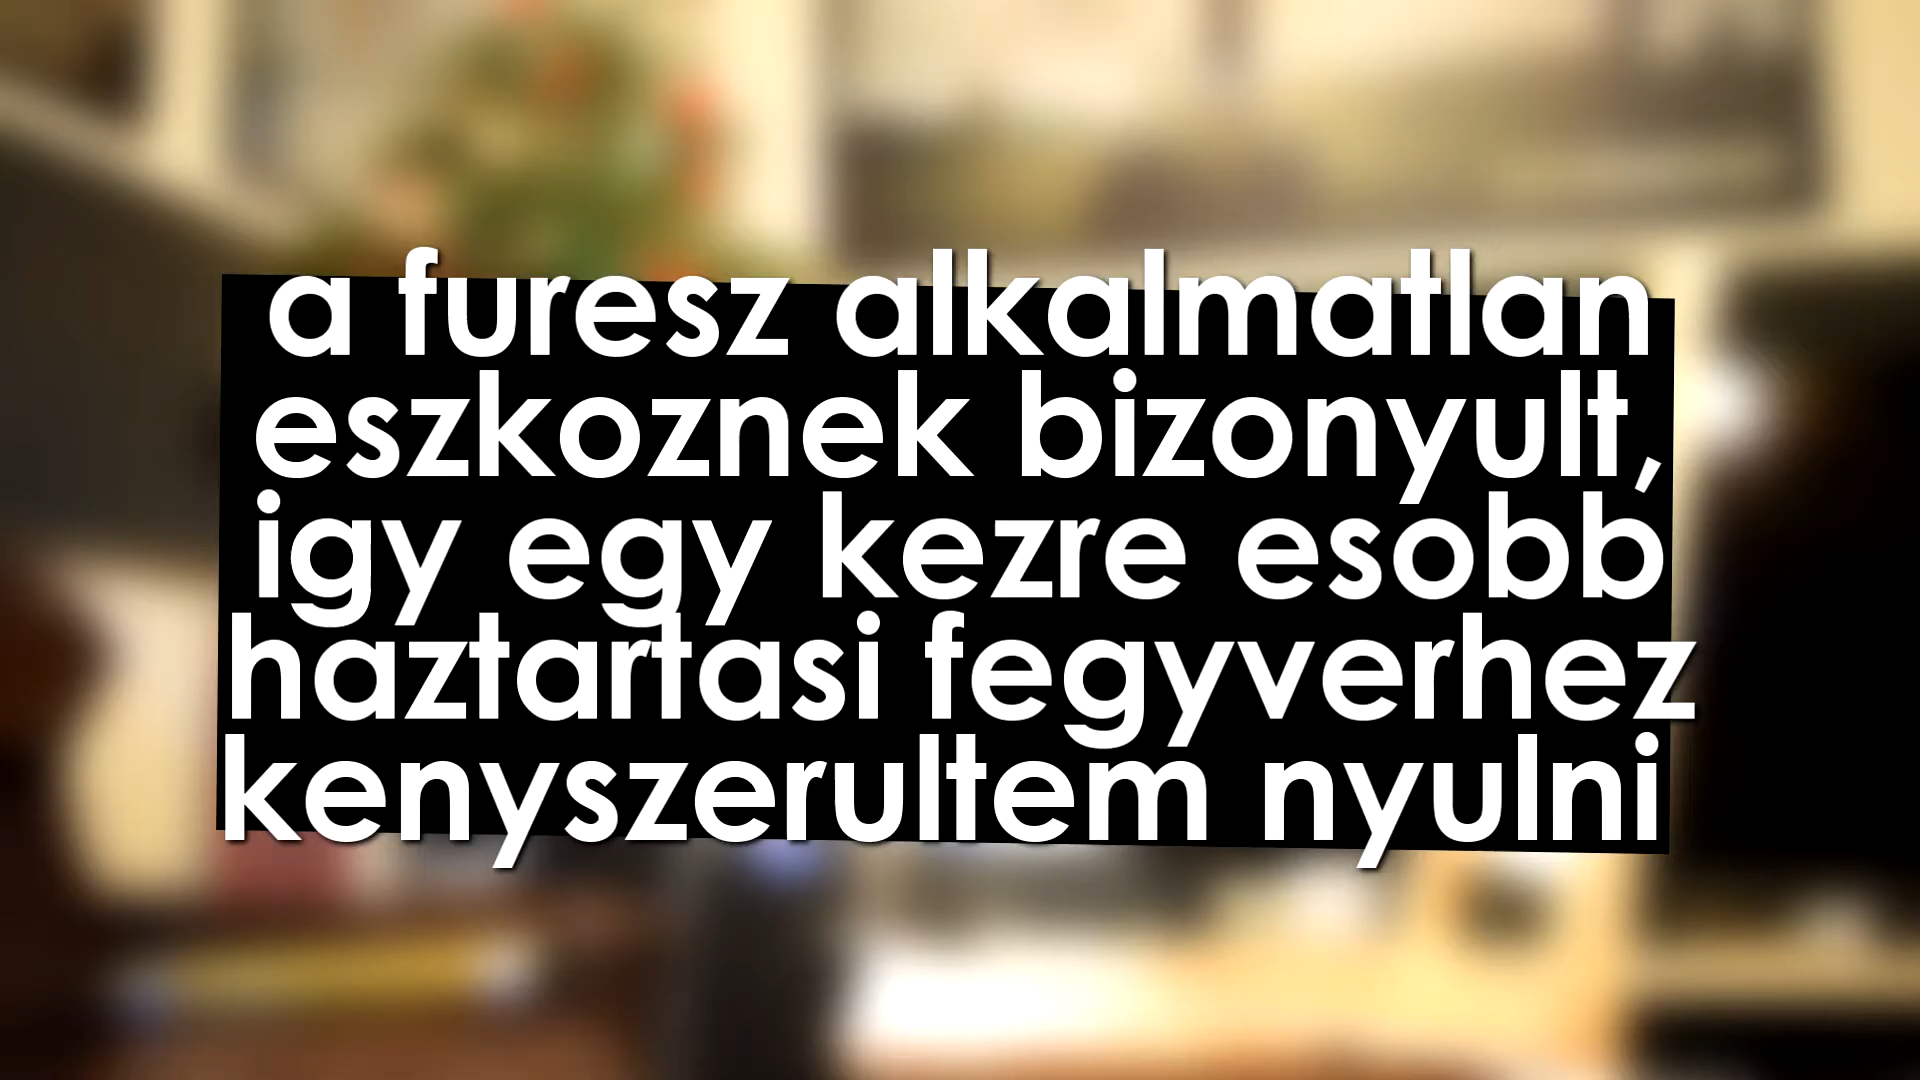 a furesz alkalmatlan
eszkoznek bizonyult,
igy egy kezre esobb
haztartasi fegyverhez
kenyszerultem nyulni